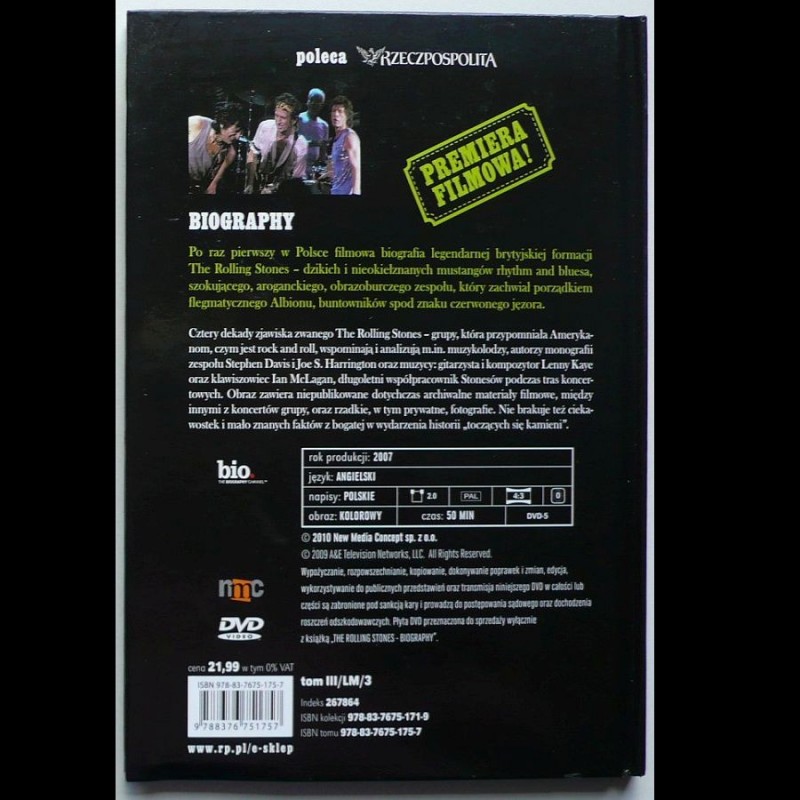 poleca RZECZPOSPOLITA
PREMIERA
FILMOWA!
BIOGRAPHY
Po raz pierwszy w Polsce filmowa biografia legendarnej brytyjskiej formacji
The Rolling Stones – dzikich i nieokiełznanych mustangów rhythm and bluesa,
szokującego, aroganckiego, obrazoburczego zespołu, który zachwiał porządkiem
flegmatycznego Albionu, buntowników spod znaku czerwonego jęzora.
Cztery dekady zjawiska zwanego The Rolling Stones – grupy, która przypomniała Ameryka-
nom, czym jest rock and roll, wspominają i analizują m.in. muzykolodzy, autorzy monografii
zespołu Stephen Davis i Joe S. Harrington oraz muzycy: gitarzysta i kompozytor Lenny Kaye
oraz klawiszowiec Ian McLagan, długoletni współpracownik Stonesów podczas tras koncer-
towych. Obraz zawiera niepublikowane dotychczas archiwalne materiały filmowe, między
innymi z koncertów grupy, oraz rzadkie, w tym prywatne, fotografie. Nie brakuje też cieka-
wostek i mało znanych faktów z bogatej w wydarzenia historii „toczących się kamieni”.
bio.
THE BIOGRAPHY CHANNEL™
rok produkcji: 2007
język: ANGIELSKI
napisy: POLSKIE 2.0 PAL 4:3 0
obraz: KOLOROWY czas: 50 MIN DVD-5
© 2010 New Media Concept sp. z o.o.
© 2009 A&E Television Networks, LLC. All Rights Reserved.
Wypożyczanie, rozpowszechnianie, kopiowanie, dokonywanie poprawek i zmian, edycja,
wykorzystywanie do publicznych przedstawień oraz transmisja niniejszego DVD w całości lub
części są zabronione pod sankcją kary i prowadzą do postępowania sądowego oraz dochodzenia
roszczeń odszkodowawczych. Płyta DVD przeznaczona do sprzedaży wyłącznie
z książką „THE ROLLING STONES - BIOGRAPHY”.
nmc
DVD
VIDEO
cena 21,99 w tym 0% VAT
ISBN 978-83-7675-175-7
9788376751757
www.rp.pl/e-sklep
tom III/LM/3
Indeks 267864
ISBN kolekcji 978-83-7675-171-9
ISBN tomu 978-83-7675-175-7